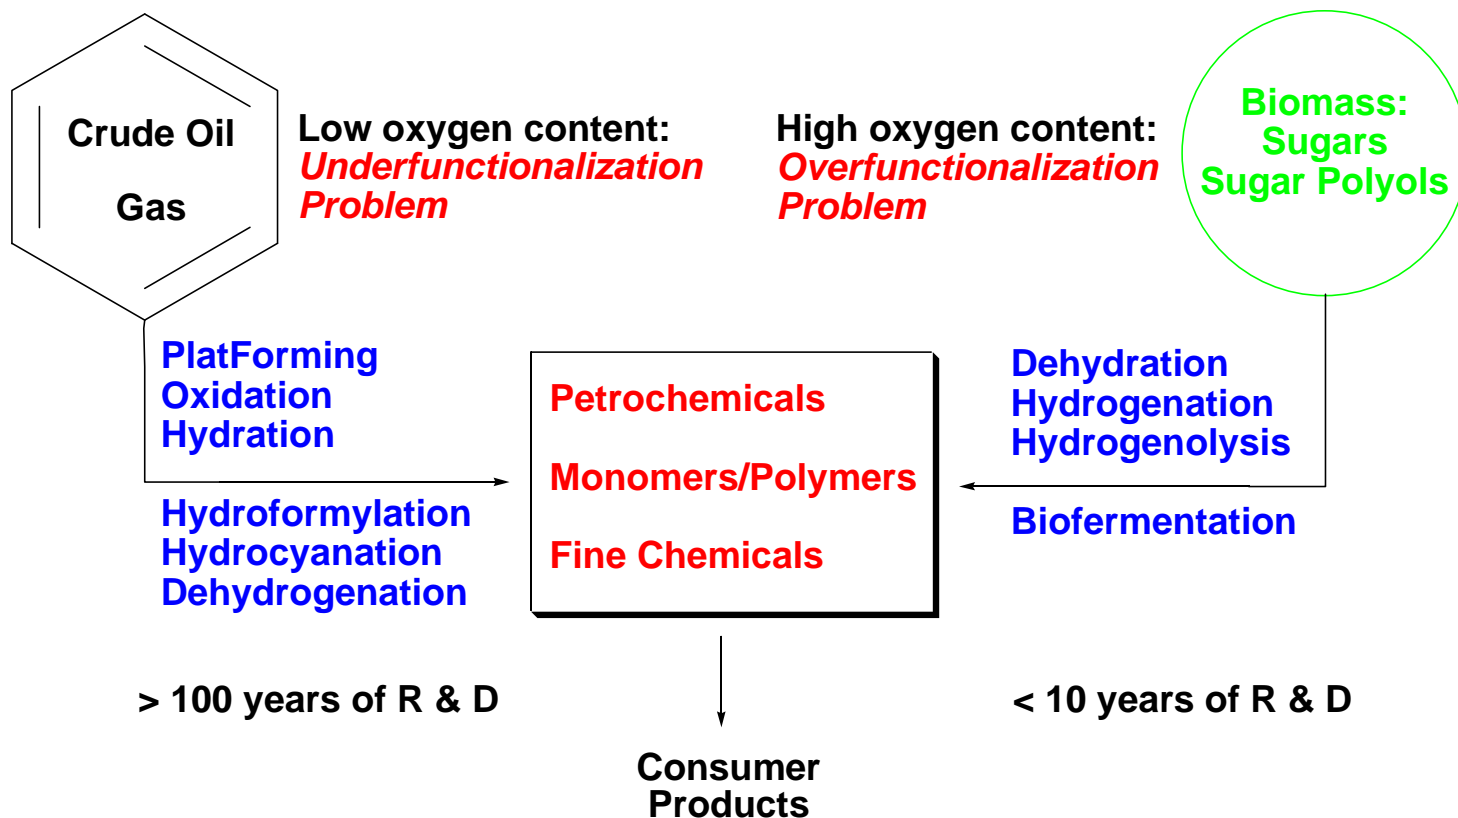 Crude Oil
Gas
Low oxygen content:
Underfunctionalization
Problem
High oxygen content:
Overfunctionalization
Problem
Biomass:
Sugars
Sugar Polyols
PlatForming
Oxidation
Hydration
Hydroformylation
Hydrocyanation
Dehydrogenation
Petrochemicals
Monomers/Polymers
Fine Chemicals
Dehydration
Hydrogenation
Hydrogenolysis
Biofermentation
> 100 years of R & D
< 10 years of R & D
Consumer
Products